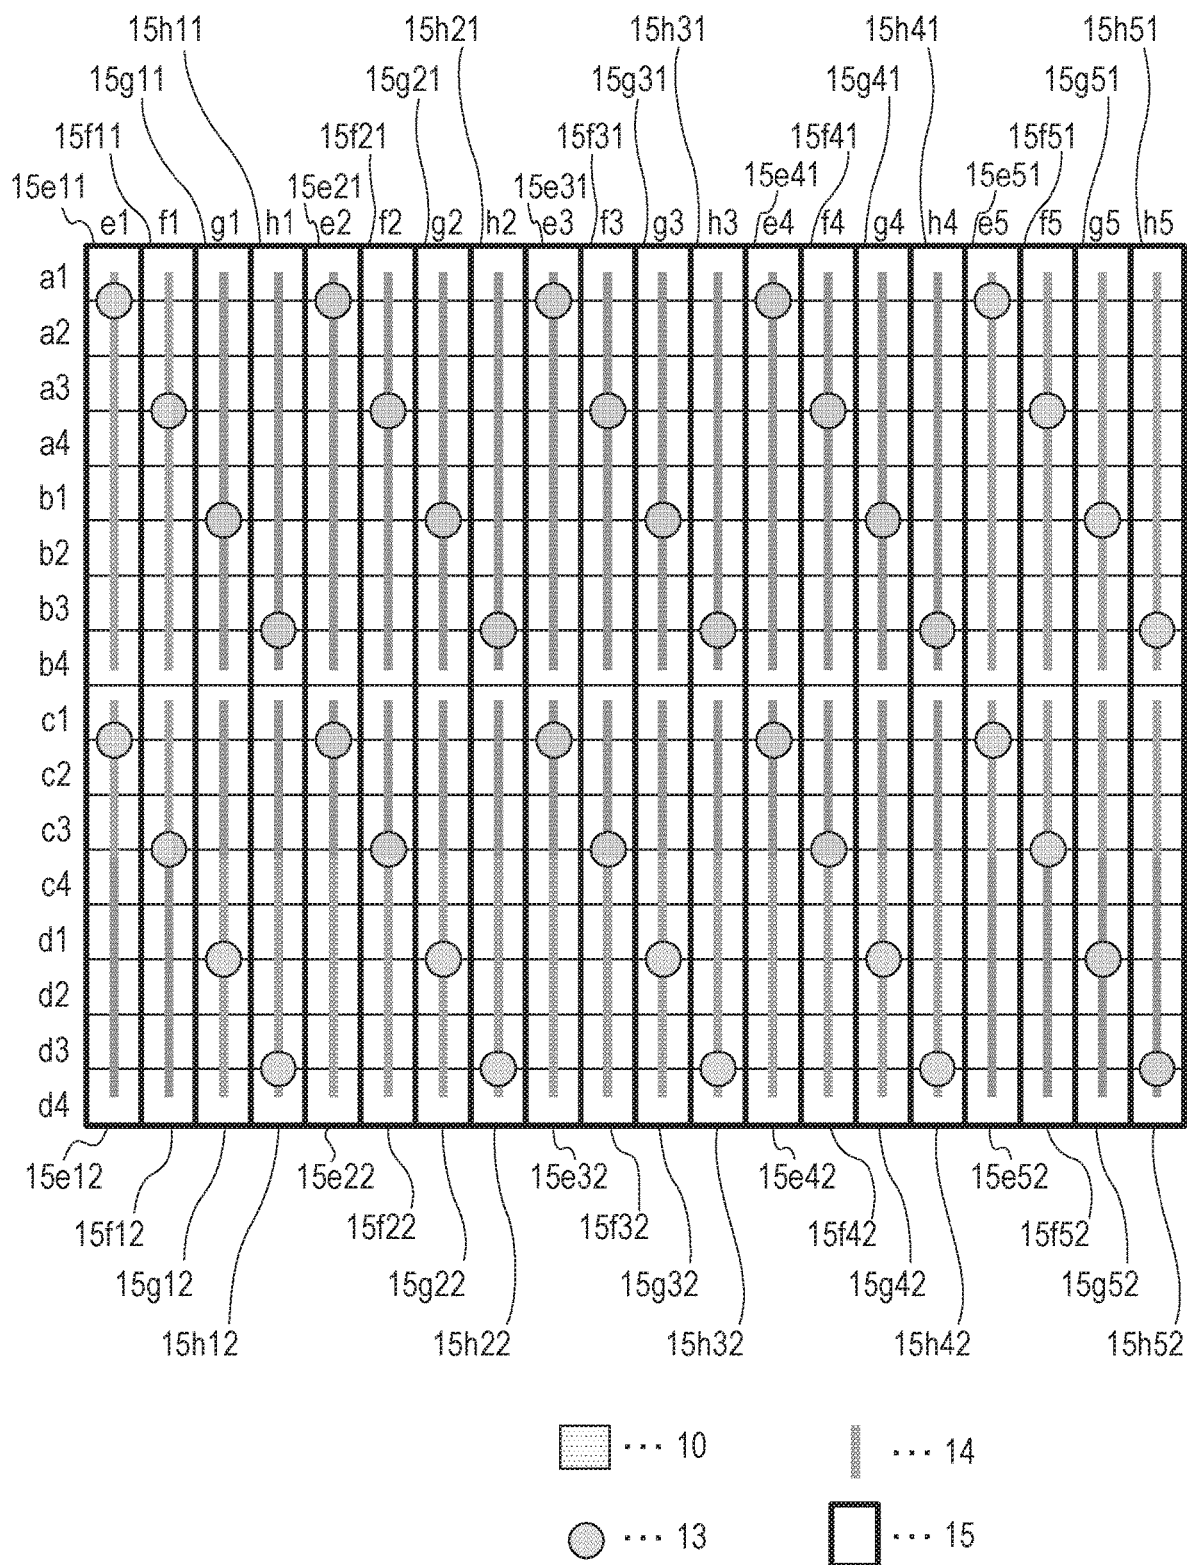 15h11 15h21 15h31 15h41 15h51
15g11 15g21 15g31 15g41 15g51
15f11 15f21 15f31 15f41 15f51
15e11 15e21 15e31 15e41 15e51
e1 f1 g1 h1 e2 f2 g2 h2 e3 f3 g3 h3 e4 f4 g4 h4 e5 f5 g5 h5
a1
a2
a3
a4
b1
b2
b3
b4
c1
c2
c3
c4
d1
d2
d3
d4
15e12 15e22 15e32 15e42 15e52
15f12 15f22 15f32 15f42 15f52
15g12 15g22 15g32 15g42 15g52
15h12 15h22 15h32 15h42 15h52
... 10 ... 14
... 13 ... 15